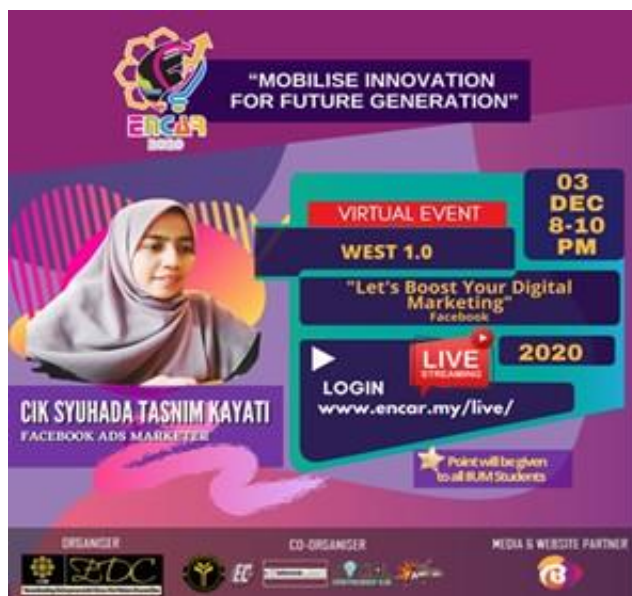 "MOBILISE INNOVATION
FOR FUTURE GENERATION"
ENCAR
2020
03
DEC
8-10
PM
VIRTUAL EVENT
WEST 1.0
"Let's Boost Your Digital
Marketing"
Facebook
LIVE
STREAMING
2020
LOGIN
www.encar.my/live/
CIK SYUHADA TASNIM KAYATI
FACEBOOK ADS MARKETER
Point will be given
to all IIUM Students
ORGANISER
CO-ORGANISER
MEDIA & WEBSITE PARTNER
EDC
EC